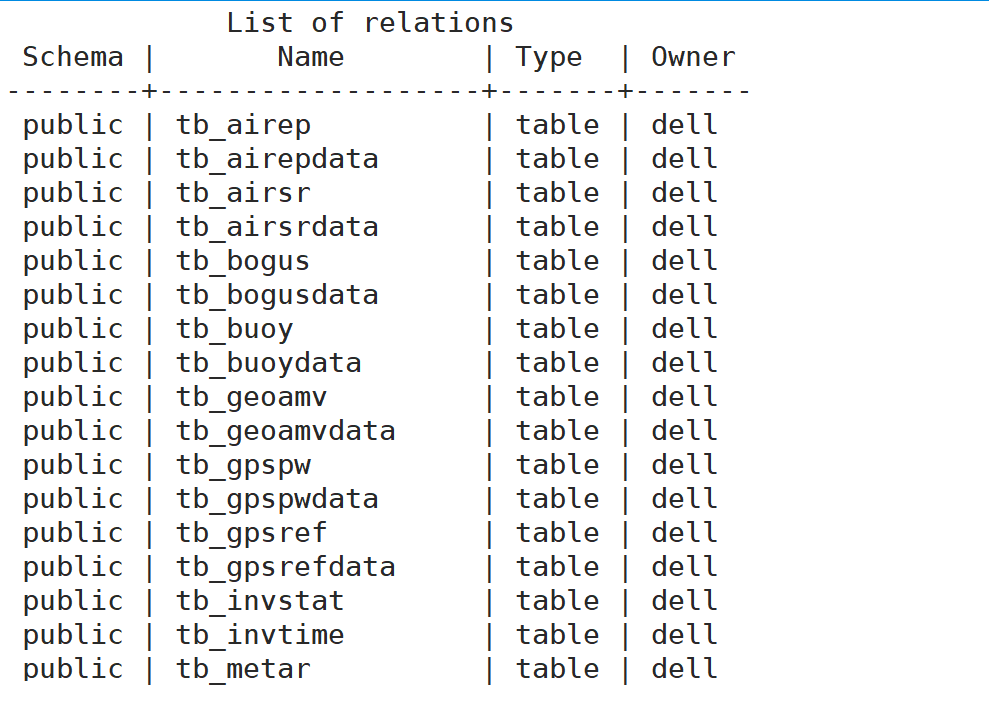 List of relations
Schema |       Name        | Type  | Owner
--------+-------------------+-------+-------
public | tb_airep          | table | dell
public | tb_airepdata      | table | dell
public | tb_airsr          | table | dell
public | tb_airsrdata      | table | dell
public | tb_bogus          | table | dell
public | tb_bogusdata      | table | dell
public | tb_buoy           | table | dell
public | tb_buoydata       | table | dell
public | tb_geoamv         | table | dell
public | tb_geoamvdata     | table | dell
public | tb_gpspw          | table | dell
public | tb_gpspwdata      | table | dell
public | tb_gpsref         | table | dell
public | tb_gpsrefdata     | table | dell
public | tb_invstat        | table | dell
public | tb_invtime        | table | dell
public | tb_metar          | table | dell